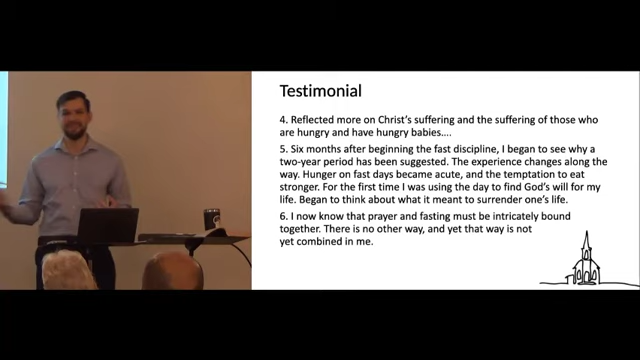 Testimonial
4. Reflected more on Christ's suffering and the suffering of those who
are hungry and have hungry babies....
5. Six months after beginning the fast discipline, I began to see why a
two-year period has been suggested. The experience changes along the
way. Hunger on fast days became acute, and the temptation to eat
stronger. For the first time I was using the day to find God's will for my
life. Began to think about what it meant to surrender one's life.
6. I now know that prayer and fasting must be intricately bound
together. There is no other way, and yet that way is not
yet combined in me.